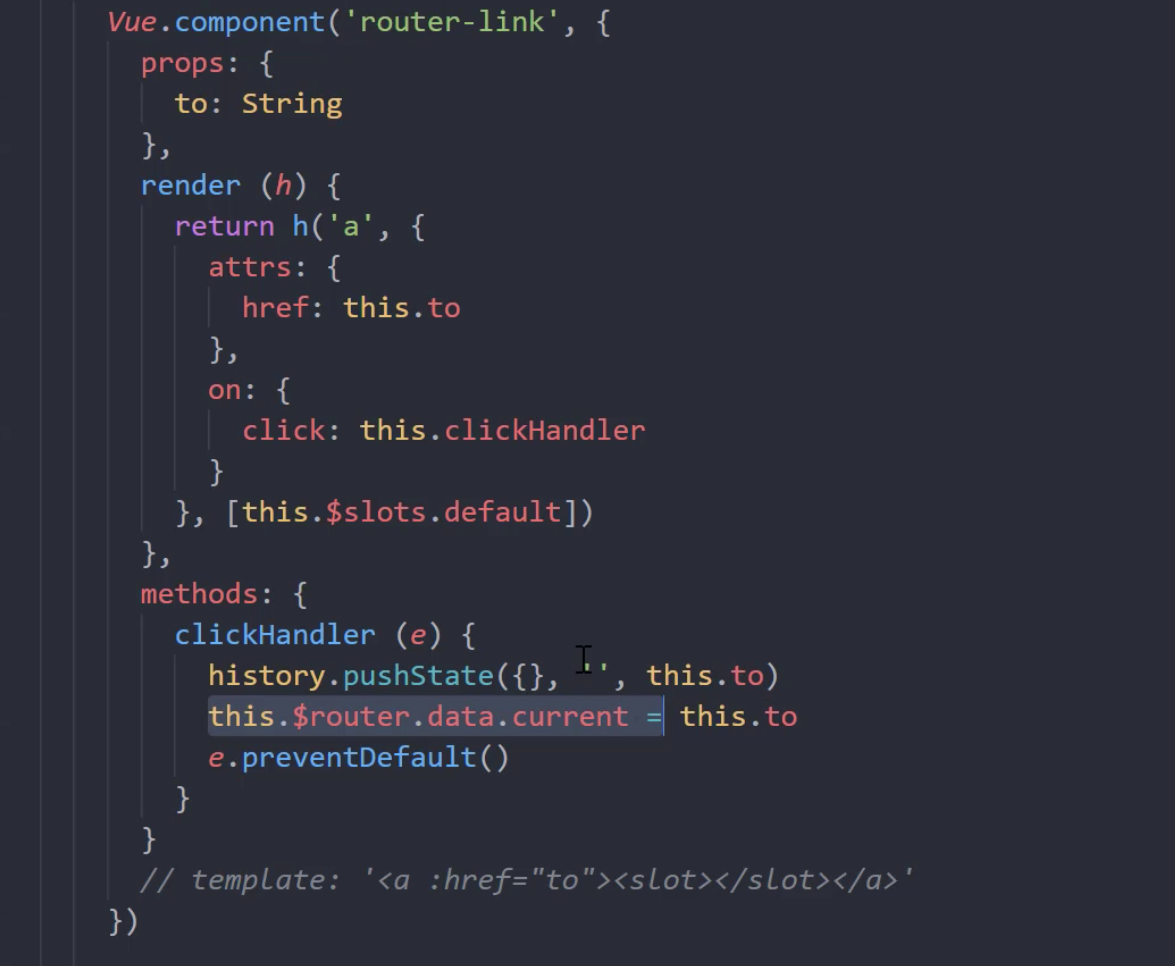 Vue.component('router-link', {
props: {
to: String
},
render (h) {
return h('a', {
attrs: {
href: this.to
},
on: {
click: this.clickHandler
}
}, [this.$slots.default])
},
methods: {
clickHandler (e) {
history.pushState({}, '', this.to)
this.$router.data.current = this.to
e.preventDefault()
}
}
// template: '<a :href="to"><slot></slot></a>'
})